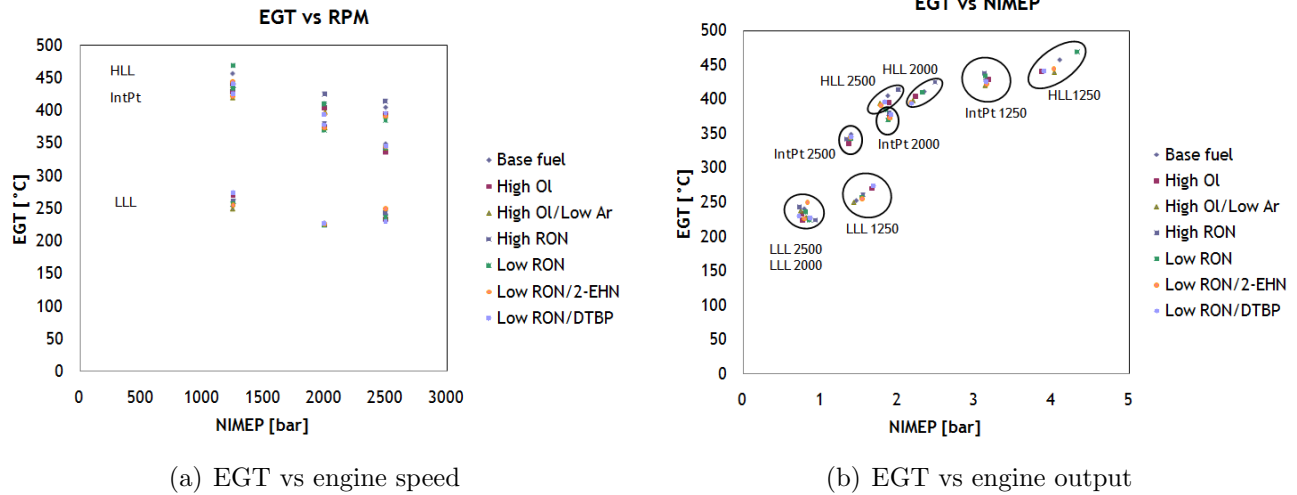 EGT vs RPM
500
450
400
350
300
250
200
150
100
50
0
EGT [°C]
HLL
IntPt
LLL
0 500 1000 1500 2000 2500 3000
NIMEP [bar]
Base fuel
High Ol
High Ol/Low Ar
High RON
Low RON
Low RON/2-EHN
Low RON/DTBP
(a) EGT vs engine speed
EGT vs NIMEP
500
450
400
350
300
250
200
150
100
50
0
EGT [°C]
HLL 2500
HLL 2000
HLL1250
IntPt 1250
IntPt 2000
IntPt 2500
LLL 1250
LLL 2500
LLL 2000
0 1 2 3 4 5
NIMEP [bar]
Base fuel
High Ol
High Ol/Low Ar
High RON
Low RON
Low RON/2-EHN
Low RON/DTBP
(b) EGT vs engine output